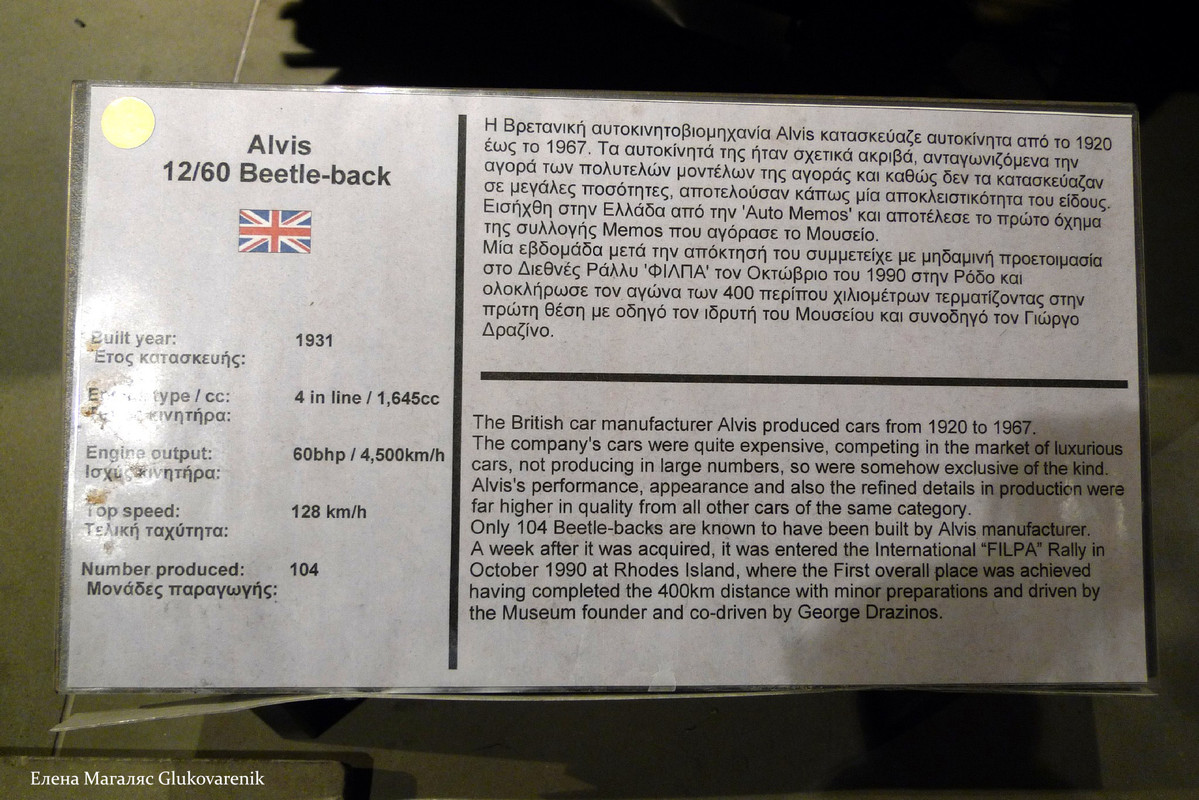 Alvis
12/60 Beetle-back
Built year: 1931
Έτος κατασκευής:
type / cc: 4 in line / 1,645cc
κινητήρα:
Engine output: 60bhp / 4,500km/h
Ισχύς κινητήρα:
Top speed: 128 km/h
Τελική ταχύτητα:
Number produced: 104
Μονάδες παραγωγής:
Η Βρετανική αυτοκινητοβιομηχανία Alvis κατασκεύαζε αυτοκίνητα από το 1920
έως το 1967. Τα αυτοκίνητά της ήταν σχετικά ακριβά, ανταγωνιζόμενα την
αγορά των πολυτελών μοντέλων της αγοράς και καθώς δεν τα κατασκεύαζαν
σε μεγάλες ποσότητες, αποτελούσαν κάπως μία αποκλειστικότητα του είδους.
Εισήχθη στην Ελλάδα από την 'Auto Memos' και αποτέλεσε το πρώτο όχημα
της συλλογής Memos που αγόρασε το Μουσείο.
Μία εβδομάδα μετά την απόκτησή του συμμετείχε με μηδαμινή προετοιμασία
στο Διεθνές Ράλλυ 'ΦΙΛΠΑ' τον Οκτώβριο του 1990 στην Ρόδο και
ολοκλήρωσε τον αγώνα των 400 περίπου χιλιομέτρων τερματίζοντας στην
πρώτη θέση με οδηγό τον ιδρυτή του Μουσείου και συνοδηγό τον Γιώργο
Δραζίνο.
The British car manufacturer Alvis produced cars from 1920 to 1967.
The company's cars were quite expensive, competing in the market of luxurious
cars, not producing in large numbers, so were somehow exclusive of the kind.
Alvis's performance, appearance and also the refined details in production were
far higher in quality from all other cars of the same category.
Only 104 Beetle-backs are known to have been built by Alvis manufacturer.
A week after it was acquired, it was entered the International “FILPA” Rally in
October 1990 at Rhodes Island, where the First overall place was achieved
having completed the 400km distance with minor preparations and driven by
the Museum founder and co-driven by George Drazinos.
Елена Магаляс Glukovarenik